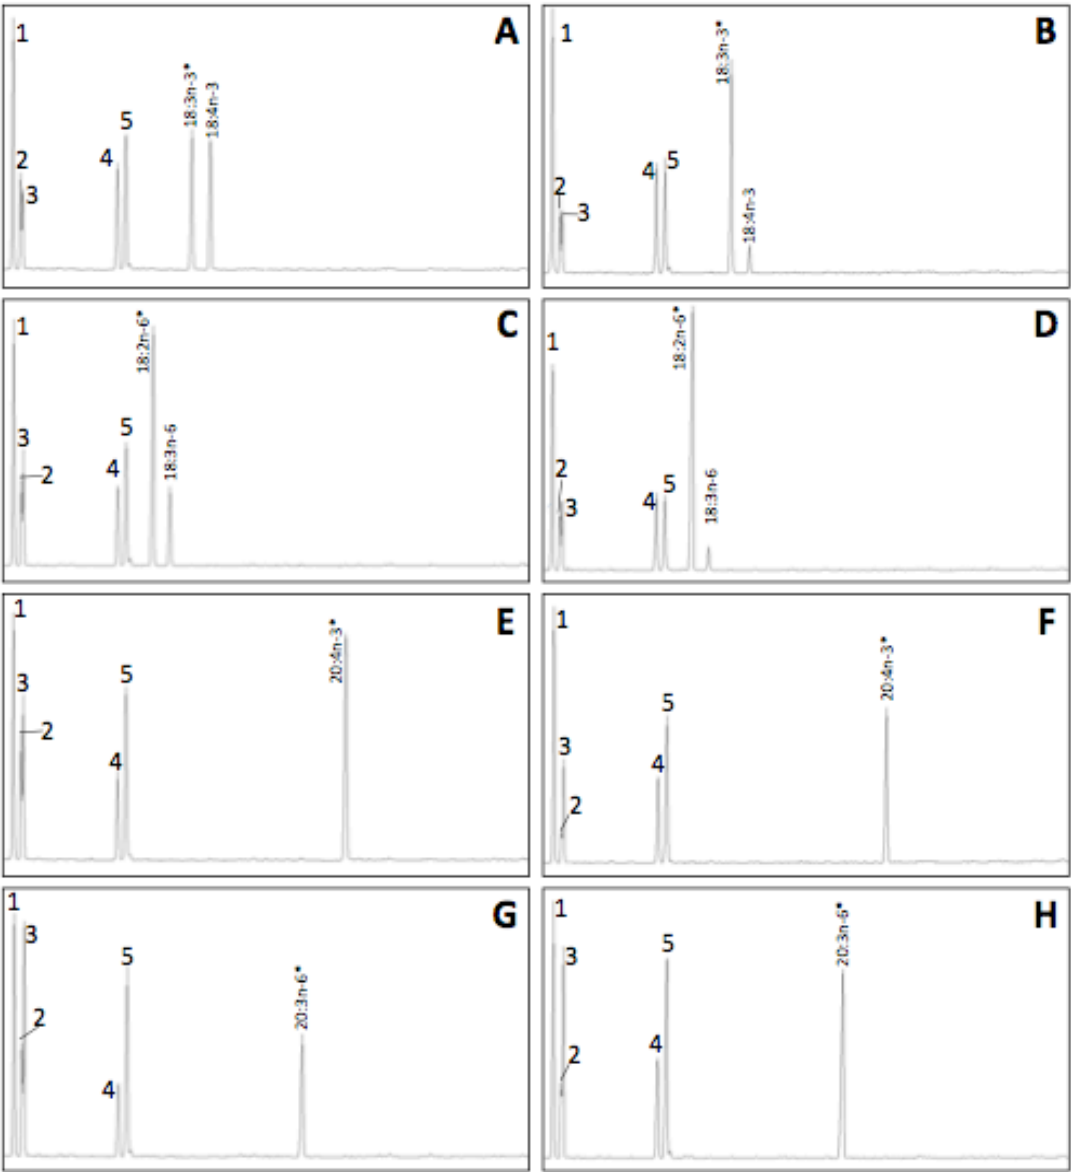 1 2 3 4 5 18:3n-3* 18:4n-3 A
1 2 3 4 5 18:3n-3* 18:4n-3 B
1 3 2 4 5 18:2n-6* 18:3n-6 C
1 2 3 4 5 18:2n-6* 18:3n-6 D
1 3 2 4 5 20:4n-3* E
1 3 2 4 5 20:4n-3* F
1 3 2 4 5 20:3n-6* G
1 3 2 4 5 20:3n-6* H